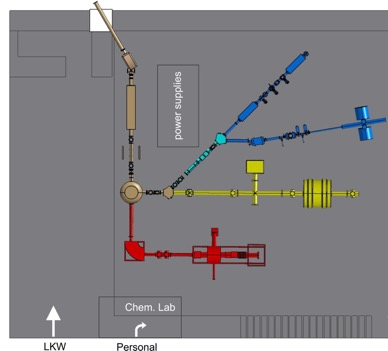 power supplies
Chem. Lab
LKW
Personal